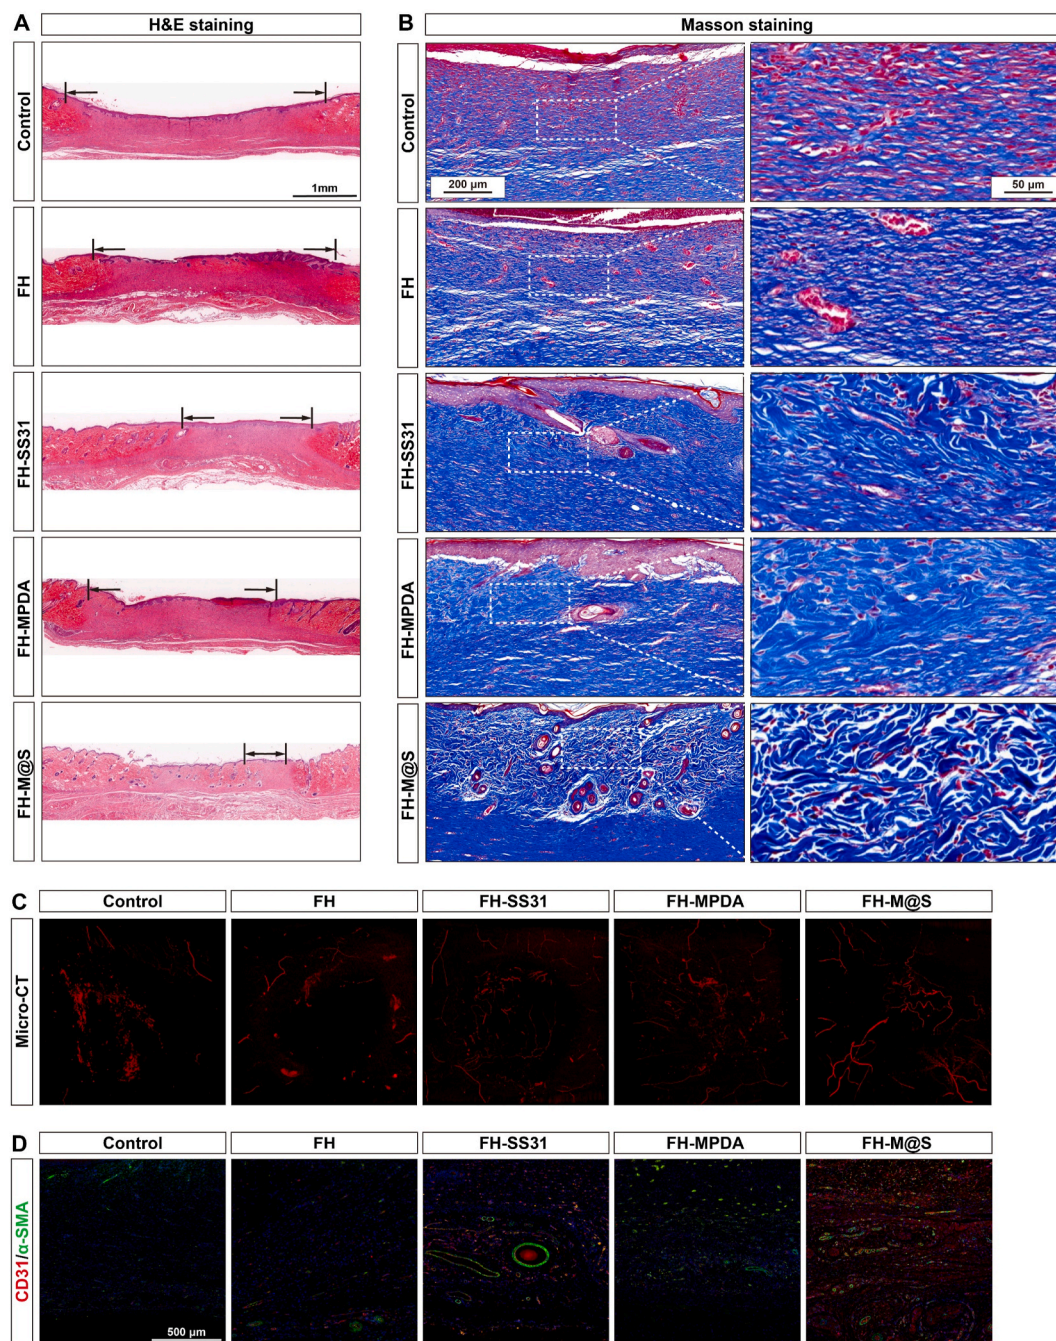 A
H&E staining
B
Masson staining
Control
1mm
200 µm
50 µm
FH
FH-SS31
FH-MPDA
FH-M@S
C
Control
FH
FH-SS31
FH-MPDA
FH-M@S
Micro-CT
D
Control
FH
FH-SS31
FH-MPDA
FH-M@S
CD31/α-SMA
500 µm
Control
FH
FH-SS31
FH-MPDA
FH-M@S